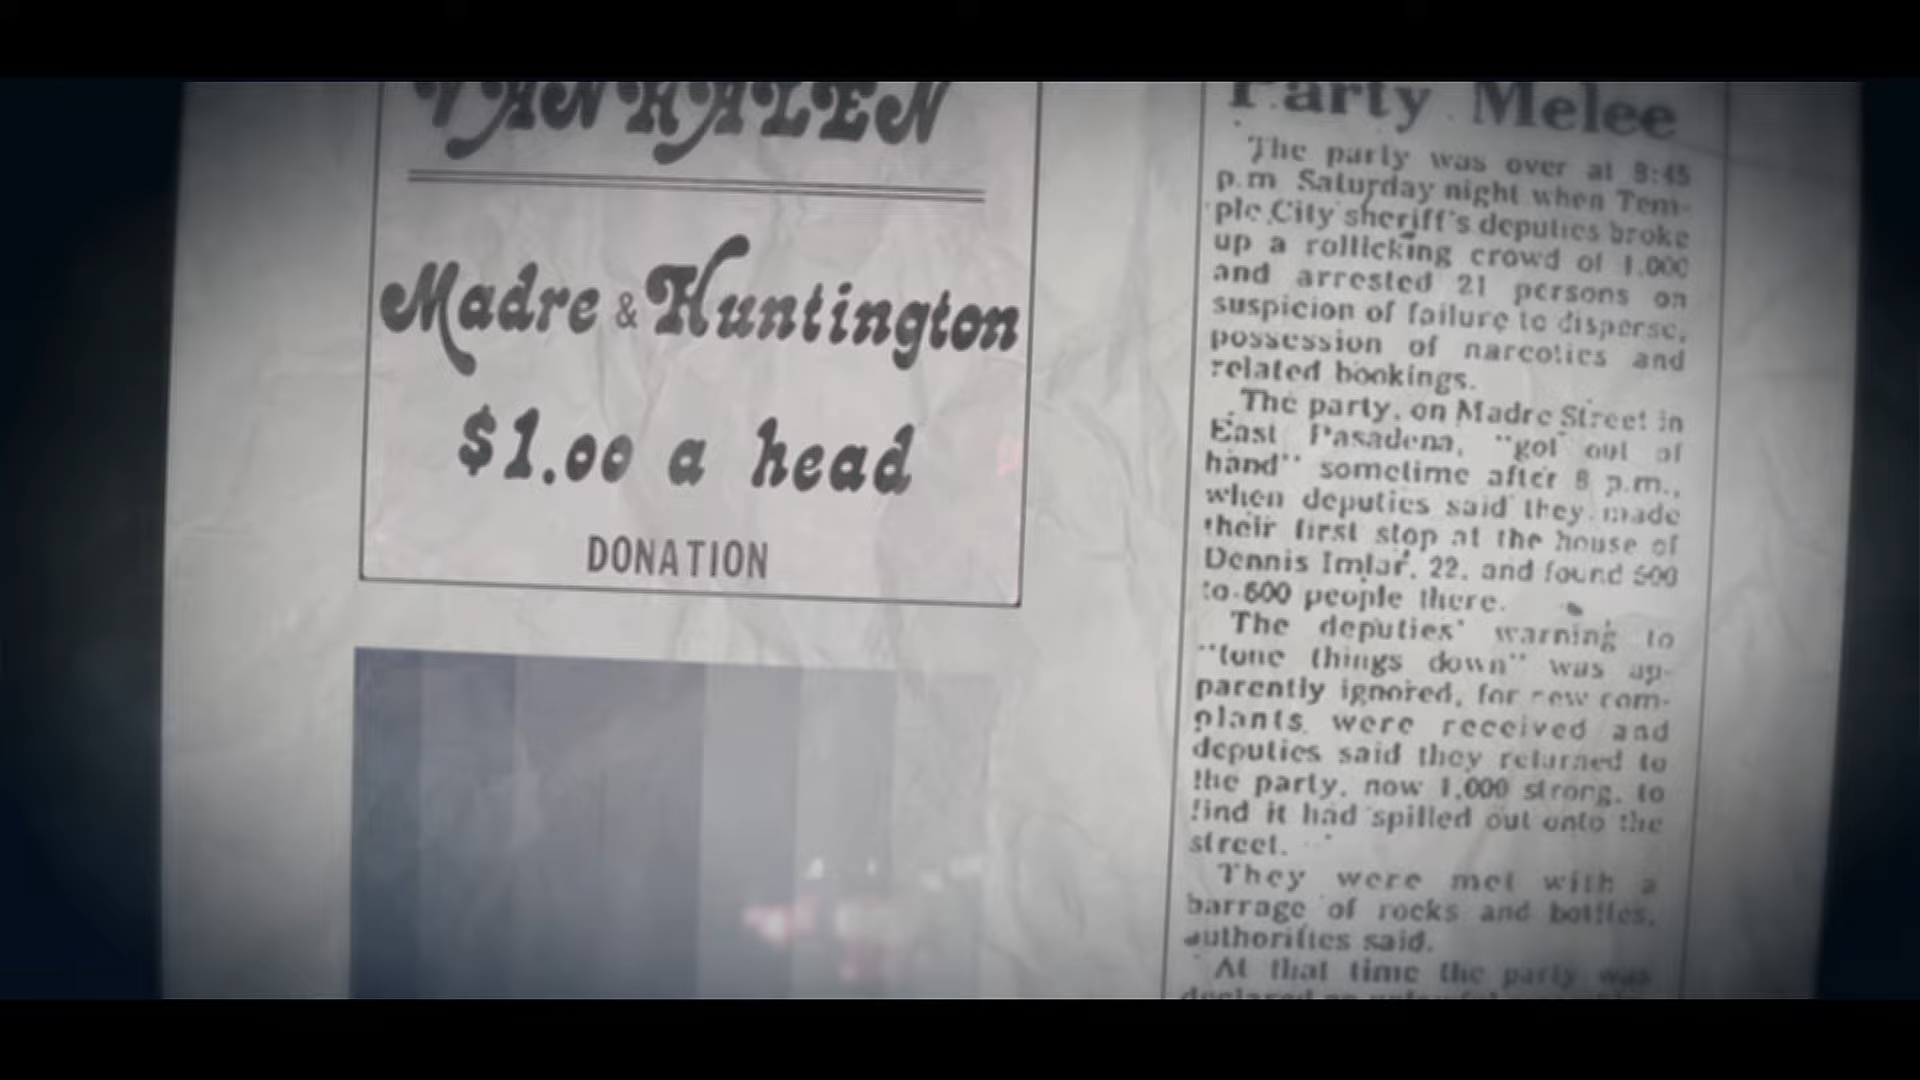 VAN HALEN
Madre & Huntington
$1.00 a head
DONATION
Party Melee
The party was over at 8:45
p.m Saturday night when Tem-
ple City sheriff's deputies broke
up a rollicking crowd of 1,000
and arrested 21 persons on
suspicion of failure to disperse,
possession of narcotics and
related bookings.
The party, on Madre Street in
East Pasadena, "got out of
hand" sometime after 8 p.m.,
when deputies said they made
their first stop at the house of
Dennis Imlar, 22, and found 500
to 600 people there.
The deputies' warning to
"tone things down" was ap-
parently ignored, for new com-
plants were received and
deputies said they returned to
the party, now 1,000 strong, to
find it had spilled out onto the
street.
They were met with a
barrage of rocks and bottles,
authorities said.
At that time the party was